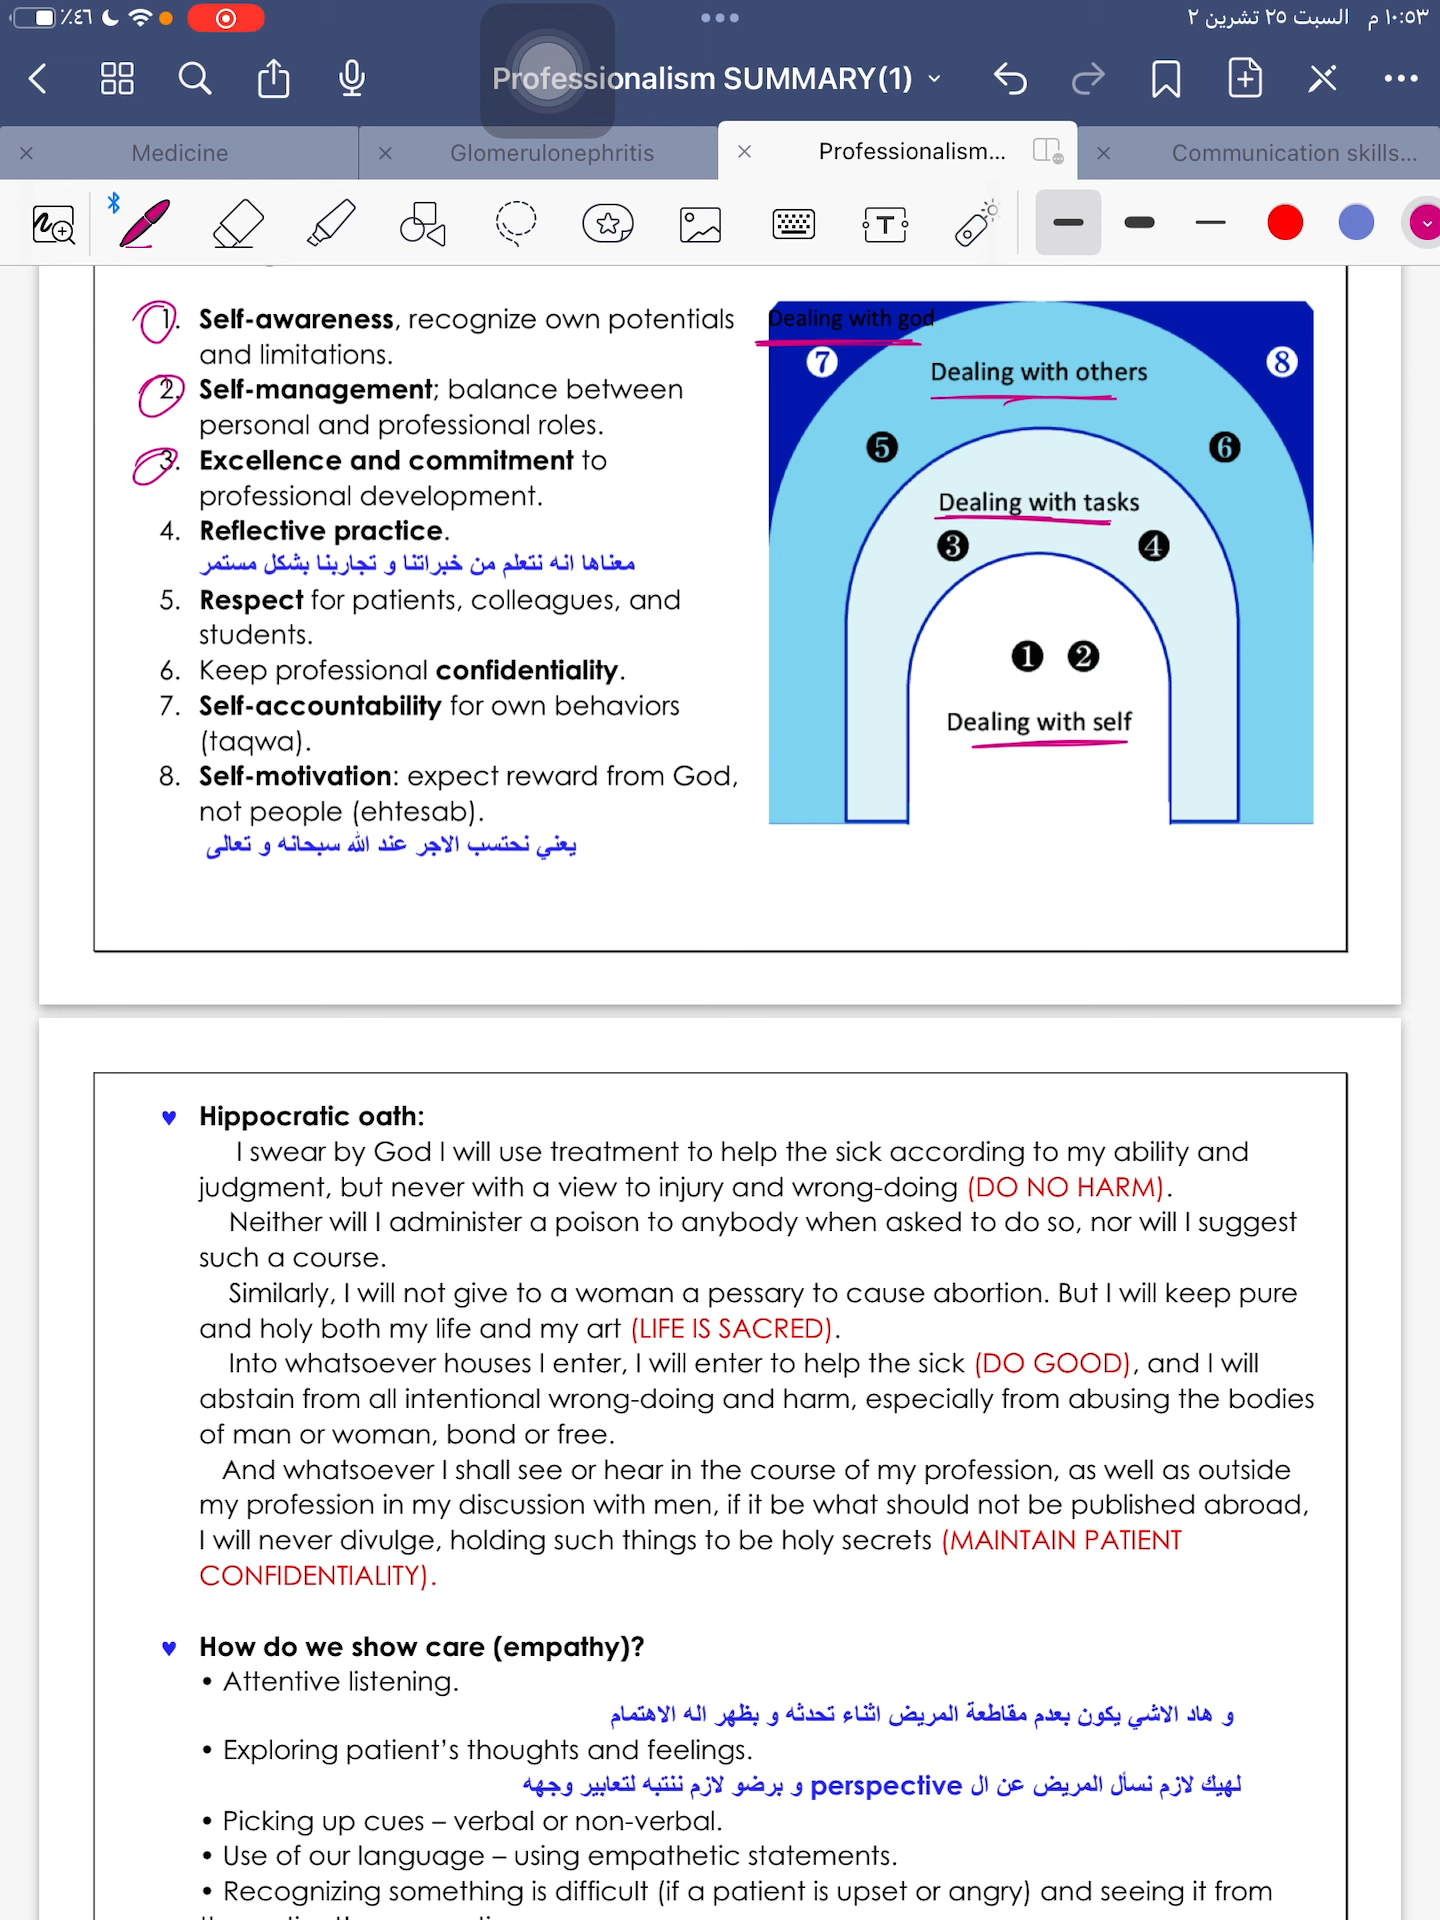 ٪٤٦
١٠:٥٣ م السبت ٢٥ تشرين ٢
Professionalism SUMMARY(1)
Medicine
Glomerulonephritis
Professionalism...
Communication skills...
T
1. Self-awareness, recognize own potentials
and limitations.
2. Self-management; balance between
personal and professional roles.
3. Excellence and commitment to
professional development.
4. Reflective practice.
معناها انه نتعلم من خبراتنا و تجاربنا بشكل مستمر
5. Respect for patients, colleagues, and
students.
6. Keep professional confidentiality.
7. Self-accountability for own behaviors
(taqwa).
8. Self-motivation: expect reward from God,
not people (ehtesab).
يعني نحتسب الاجر عند الله سبحانه و تعالى
Dealing with god
7
8
Dealing with others
5
6
Dealing with tasks
3
4
1 2
Dealing with self
♥ Hippocratic oath:
I swear by God I will use treatment to help the sick according to my ability and
judgment, but never with a view to injury and wrong-doing (DO NO HARM).
Neither will I administer a poison to anybody when asked to do so, nor will I suggest
such a course.
Similarly, I will not give to a woman a pessary to cause abortion. But I will keep pure
and holy both my life and my art (LIFE IS SACRED).
Into whatsoever houses I enter, I will enter to help the sick (DO GOOD), and I will
abstain from all intentional wrong-doing and harm, especially from abusing the bodies
of man or woman, bond or free.
And whatsoever I shall see or hear in the course of my profession, as well as outside
my profession in my discussion with men, if it be what should not be published abroad,
I will never divulge, holding such things to be holy secrets (MAINTAIN PATIENT
CONFIDENTIALITY).
♥ How do we show care (empathy)?
• Attentive listening.
و هاد الاشي يكون بعدم مقاطعة المريض اثناء تحدثه و بظهر اله الاهتمام
• Exploring patient's thoughts and feelings.
لهيك لازم نسأل المريض عن ال perspective و برضو لازم ننتبه لتعابير وجهه
• Picking up cues – verbal or non-verbal.
• Use of our language – using empathetic statements.
• Recognizing something is difficult (if a patient is upset or angry) and seeing it from